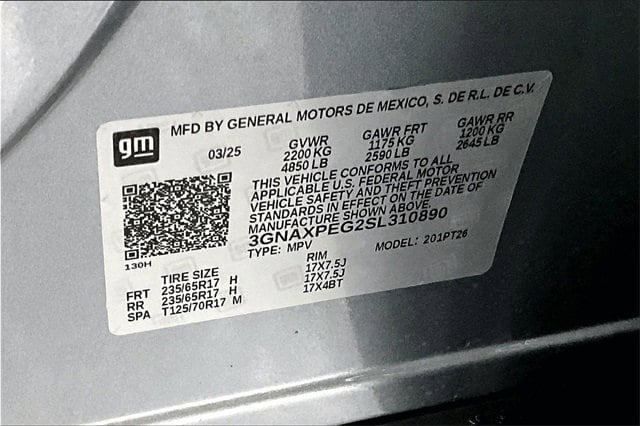 gm
MFD BY GENERAL MOTORS DE MEXICO, S. DE R.L. DE C.V.
03/25 GVWR GAWR FRT GAWR RR
2200 KG 1175 KG 1200 KG
4850 LB 2590 LB 2645 LB
THIS VEHICLE CONFORMS TO ALL
APPLICABLE U.S. FEDERAL MOTOR
VEHICLE SAFETY AND THEFT PREVENTION
STANDARDS IN EFFECT ON THE DATE OF
MANUFACTURE SHOWN ABOVE.
3GNAXPEG2SL310890
TYPE: MPV MODEL: 201PT26
130H
TIRE SIZE RIM
FRT 235/65R17 H 17X7.5J
RR 235/65R17 H 17X7.5J
SPA T125/70R17 M 17X4BT